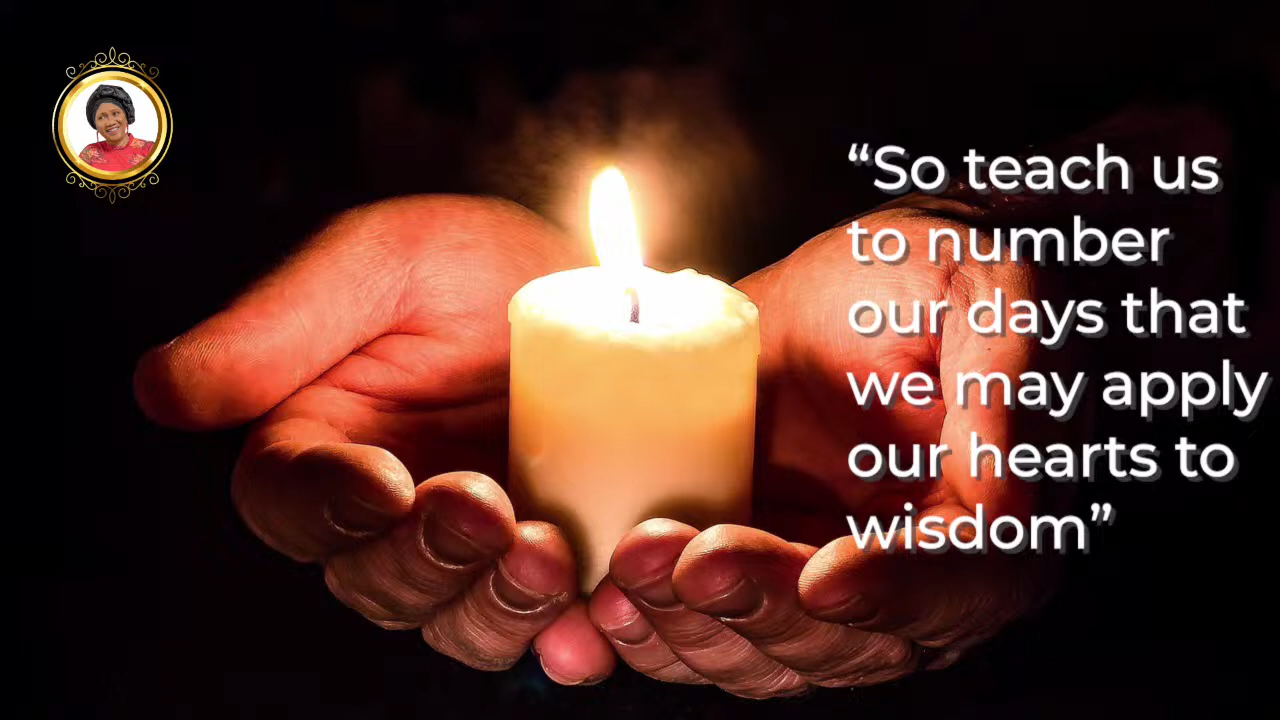 “So teach us
to number
our days that
we may apply
our hearts to
wisdom”